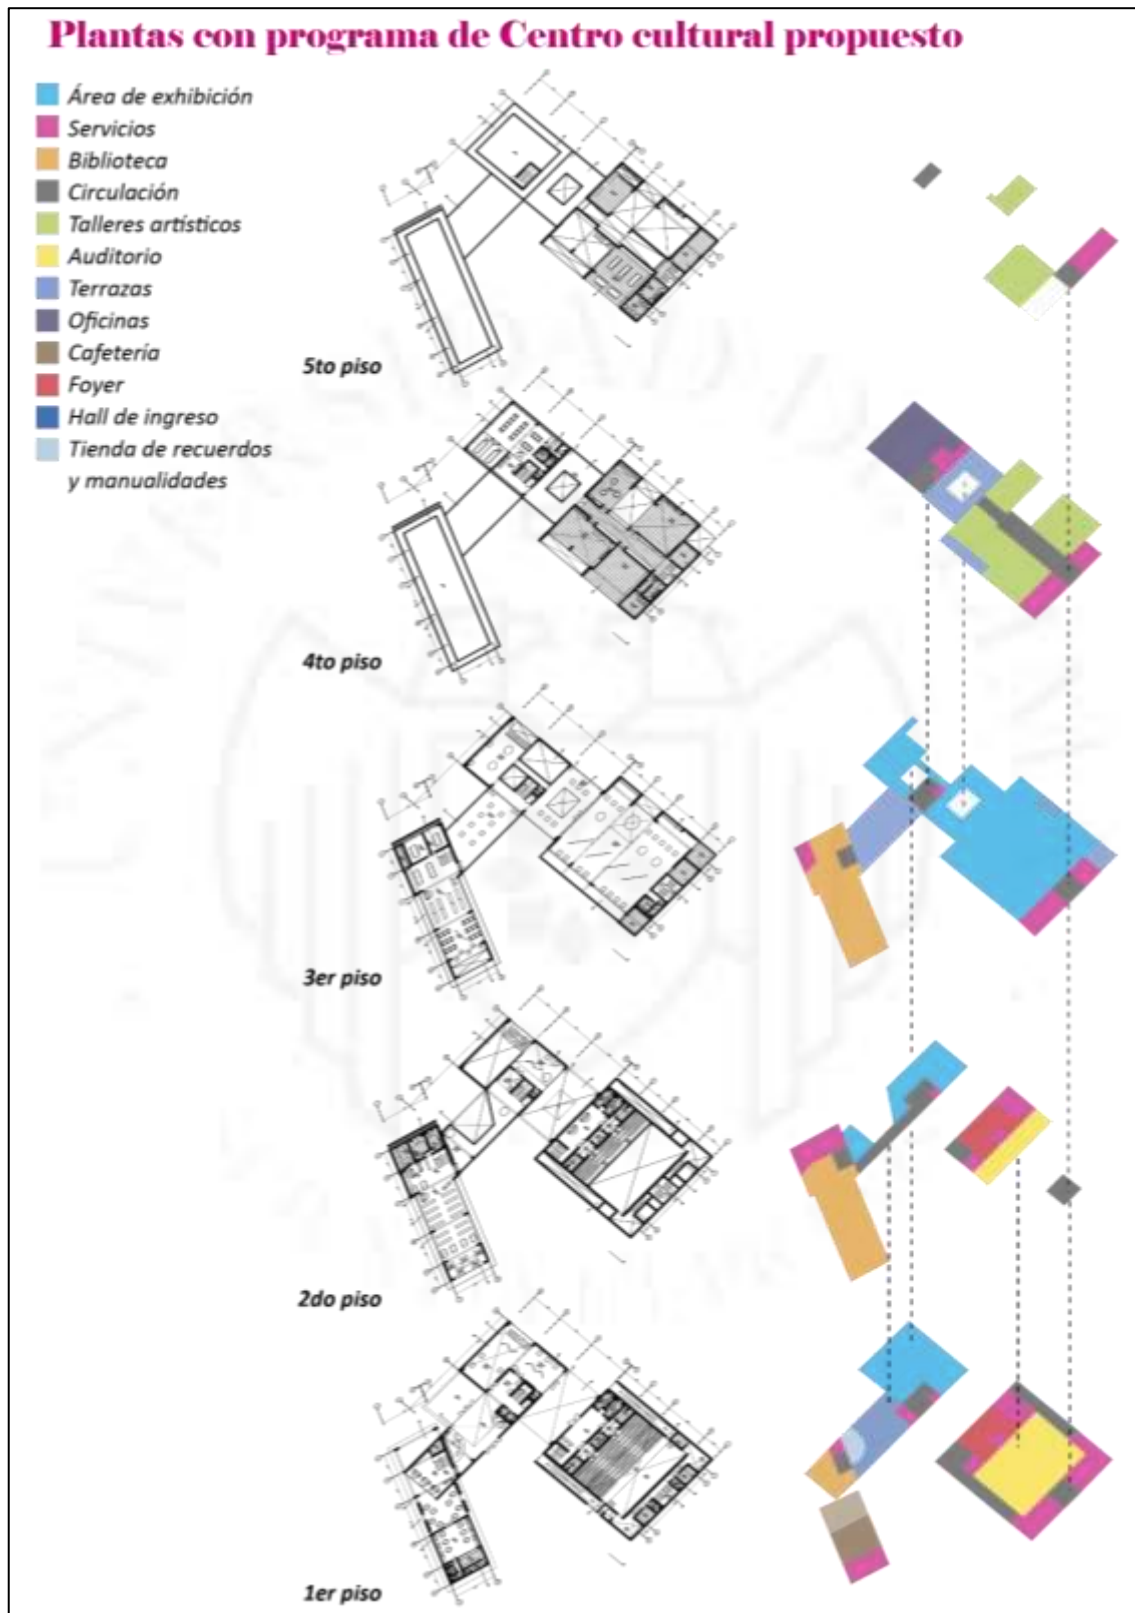 Plantas con programa de Centro cultural propuesto
Área de exhibición
Servicios
Biblioteca
Circulación
Talleres artísticos
Auditorio
Terrazas
Oficinas
Cafetería
Foyer
Hall de ingreso
Tienda de recuerdos
y manualidades
5to piso
4to piso
3er piso
2do piso
1er piso